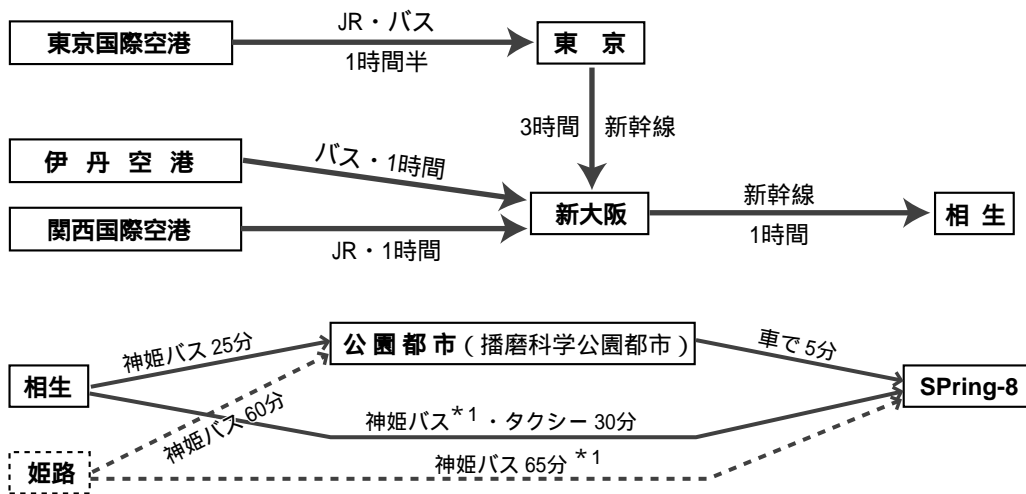 東京国際空港
JR・バス
1時間半
東 京
3時間
新幹線
伊 丹 空 港
バス・1時間
関西国際空港
JR・1時間
新大阪
新幹線
1時間
相 生
相生
神姫バス 25分
公 園 都 市（播磨科学公園都市）
車で 5分
SPring-8
神姫バス*1 ・タクシー 30分
神姫バス 60分
姫路
神姫バス 65分 *1